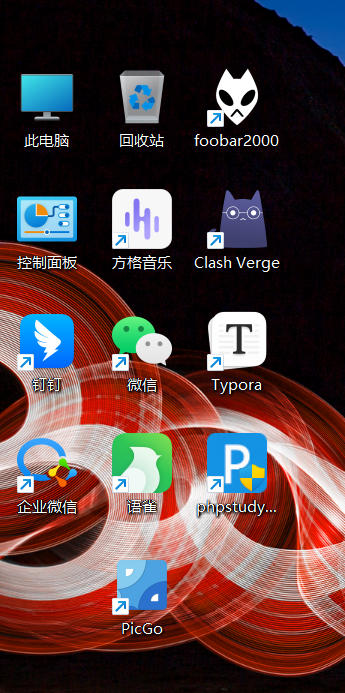 此电脑
回收站
foobar2000
控制面板
方格音乐
Clash Verge
钉钉
微信
T
Typora
企业微信
语雀
P
phpstudy...
PicGo